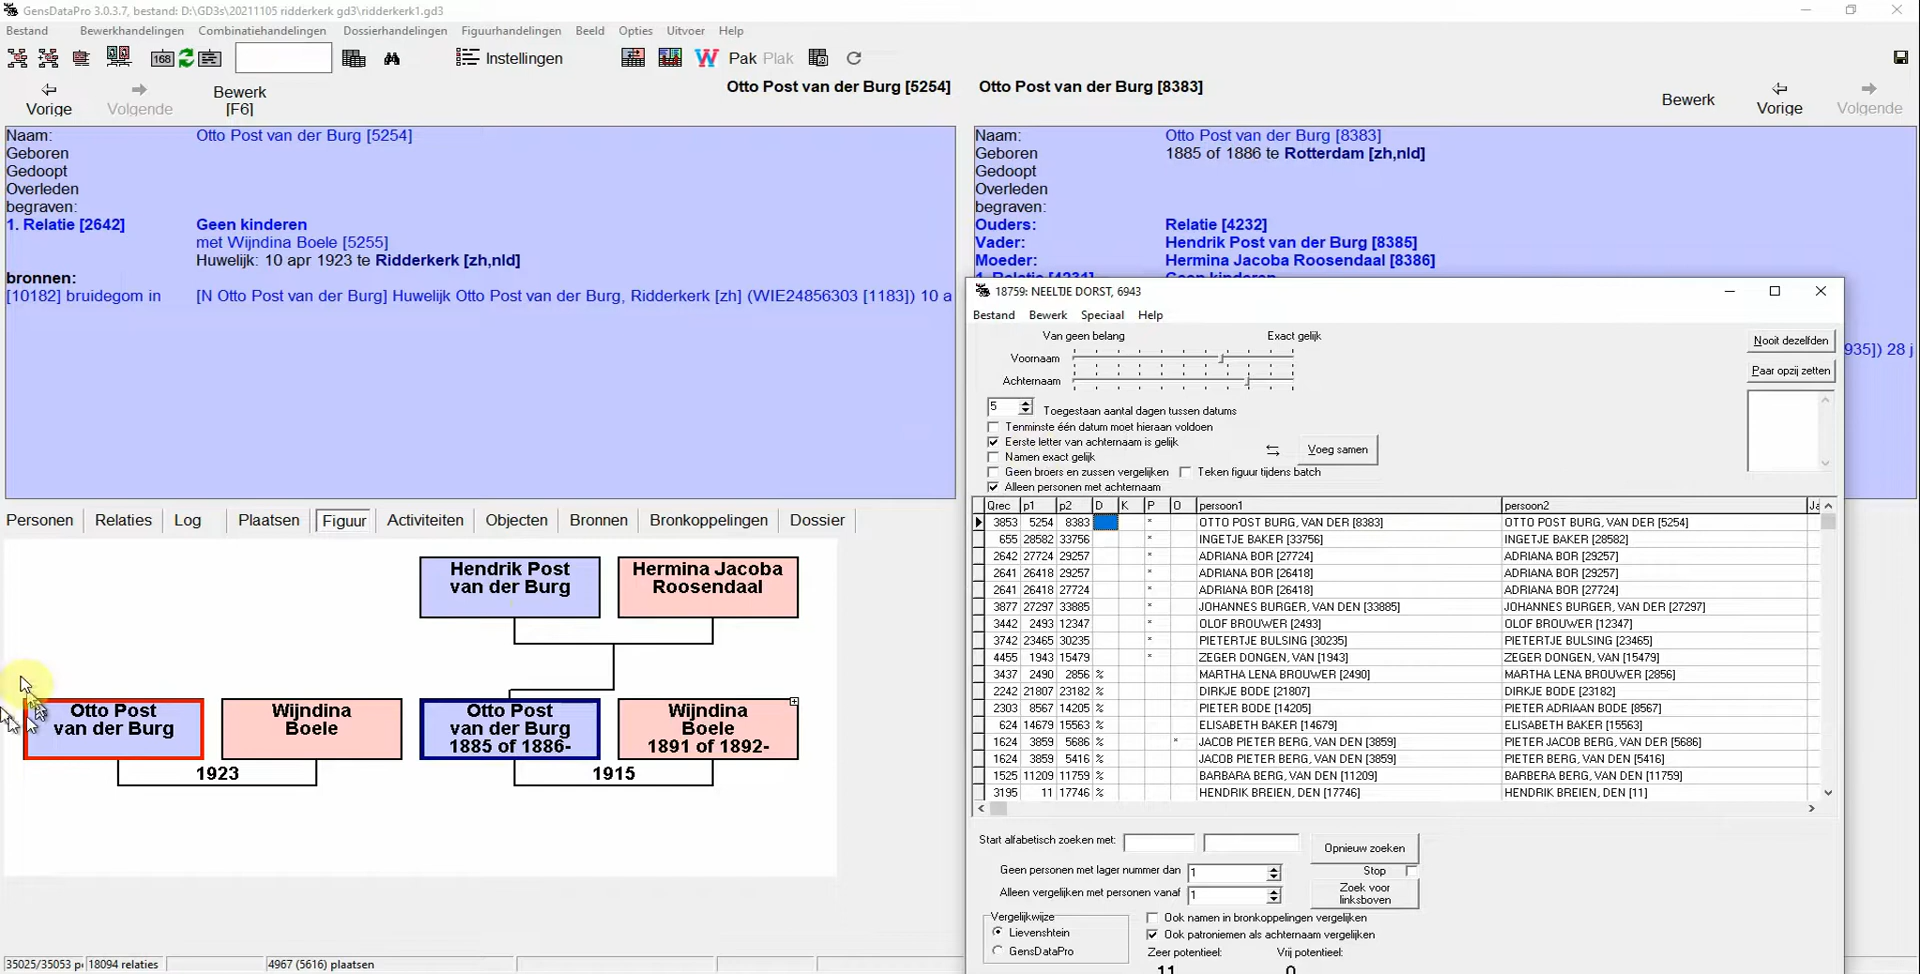 GensDataPro 3.0.3.7, bestand: D:\GD3s\20211105 ridderkerk gd3\ridderkerk1.gd3
Bestand Bewerkhandelingen Combinatiehandelingen Dossierhandelingen Figuurhandelingen Beeld Opties Uitvoer Help
168 Instellingen W Pak Plak
Vorige Volgende Bewerk [F6] Otto Post van der Burg [5254] Otto Post van der Burg [8383] Bewerk Vorige Volgende
Naam: Otto Post van der Burg [5254]
Geboren
Gedoopt
Overleden
begraven:
1. Relatie [2642] Geen kinderen
met Wijndina Boele [5255]
Huwelijk: 10 apr 1923 te Ridderkerk [zh,nld]
bronnen:
[10182] bruidegom in [N Otto Post van der Burg] Huwelijk Otto Post van der Burg, Ridderkerk [zh] (WIE24856303 [1183]) 10 a
Naam: Otto Post van der Burg [8383]
Geboren 1885 of 1886 te Rotterdam [zh,nld]
Gedoopt
Overleden
begraven:
Ouders: Relatie [4232]
Vader: Hendrik Post van der Burg [8385]
Moeder: Hermina Jacoba Roosendaal [8386]
1. Relatie [4231] Geen kinderen
935]) 28 j
Personen Relaties Log Plaatsen Figuur Activiteiten Objecten Bronnen Bronkoppelingen Dossier
Hendrik Post
van der Burg
Hermina Jacoba
Roosendaal
Otto Post
van der Burg
Wijndina
Boele
Otto Post
van der Burg
1885 of 1886-
Wijndina
Boele
1891 of 1892-
1923 1915
18759: NEELTJE DORST, 6943
Bestand Bewerk Speciaal Help
Van geen belang Exact gelijk
Voornaam
Achternaam
Nooit dezelfden
Paar opzij zetten
5 Toegestaan aantal dagen tussen datums
Tenminste één datum moet hieraan voldoen
Eerste letter van achternaam is gelijk
Namen exact gelijk
Voeg samen
Geen broers en zussen vergelijken Teken figuur tijdens batch
Alleen personen met achternaam
Qrec p1 p2 D K P O persoon1 persoon2 Ja
3853 5254 8383 * OTTO POST BURG, VAN DER [8383] OTTO POST BURG, VAN DER [5254]
655 28582 33756 * INGETJE BAKER [33756] INGETJE BAKER [28582]
2642 27724 29257 * ADRIANA BOR [27724] ADRIANA BOR [29257]
2641 26418 29257 * ADRIANA BOR [26418] ADRIANA BOR [29257]
2641 26418 27724 * ADRIANA BOR [26418] ADRIANA BOR [27724]
3877 27297 33885 * JOHANNES BURGER, VAN DEN [33885] JOHANNES BURGER, VAN DER [27297]
3442 2493 12347 * OLOF BROUWER [2493] OLOF BROUWER [12347]
3742 23465 30235 * PIETERTJE BULSING [30235] PIETERTJE BULSING [23465]
4455 1943 15479 * ZEGER DONGEN, VAN [1943] ZEGER DONGEN, VAN [15479]
3437 2490 2856 % MARTHA LENA BROUWER [2490] MARTHA LENA BROUWER [2856]
2242 21807 23182 % DIRKJE BODE [21807] DIRKJE BODE [23182]
2303 8567 14205 % PIETER BODE [14205] PIETER ADRIAAN BODE [8567]
624 14679 15563 % ELISABETH BAKER [14679] ELISABETH BAKER [15563]
1624 3859 5686 % * JACOB PIETER BERG, VAN DEN [3859] PIETER JACOB BERG, VAN DEN [5686]
1624 3859 5416 % JACOB PIETER BERG, VAN DEN [3859] PIETER BERG, VAN DEN [5416]
1525 11209 11759 % BARBARA BERG, VAN DEN [11209] BARBERA BERG, VAN DEN [11759]
3195 11 17746 % HENDRIK BREIEN, DEN [17746] HENDRIK BREIEN, DEN [11]
Start alfabetisch zoeken met: Opnieuw zoeken
Geen personen met lager nummer dan 1 Stop
Alleen vergelijken met personen vanaf 1 Zoek voor
linksboven
Vergelijkwijze Ook namen in bronkoppelingen vergelijken
Lievenshtein Ook patroniemen als achternaam vergelijken
GensDataPro Zeer potentieel: Vrij potentieel:
11 0
35025/35053 p 18094 relaties 4967 (5616) plaatsen